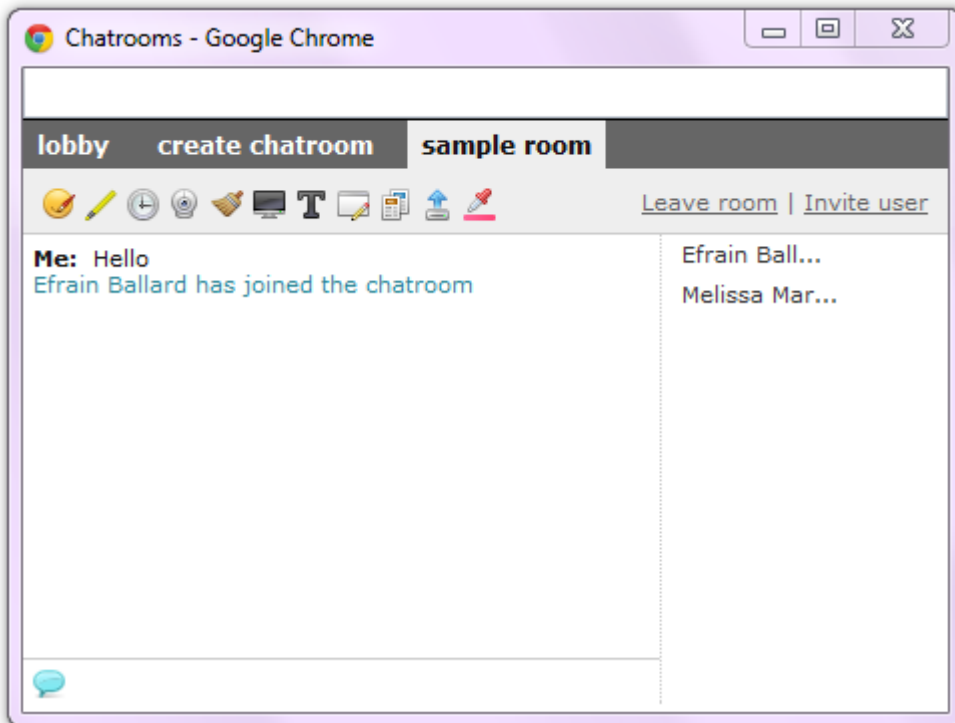 Chatrooms - Google Chrome
lobby create chatroom sample room
T Leave room | Invite user
Me: Hello
Efrain Ballard has joined the chatroom
Efrain Ball...
Melissa Mar...